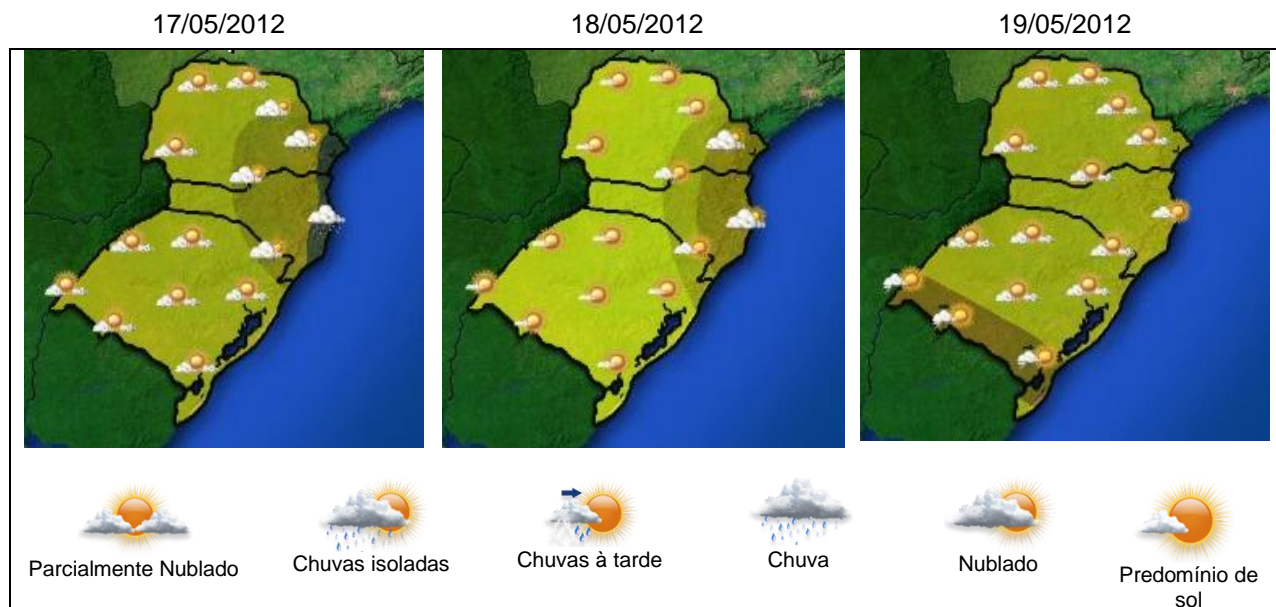 17/05/2012
18/05/2012
19/05/2012
Parcialmente Nublado
Chuvas isoladas
Chuvas à tarde
Chuva
Nublado
Predomínio de
sol